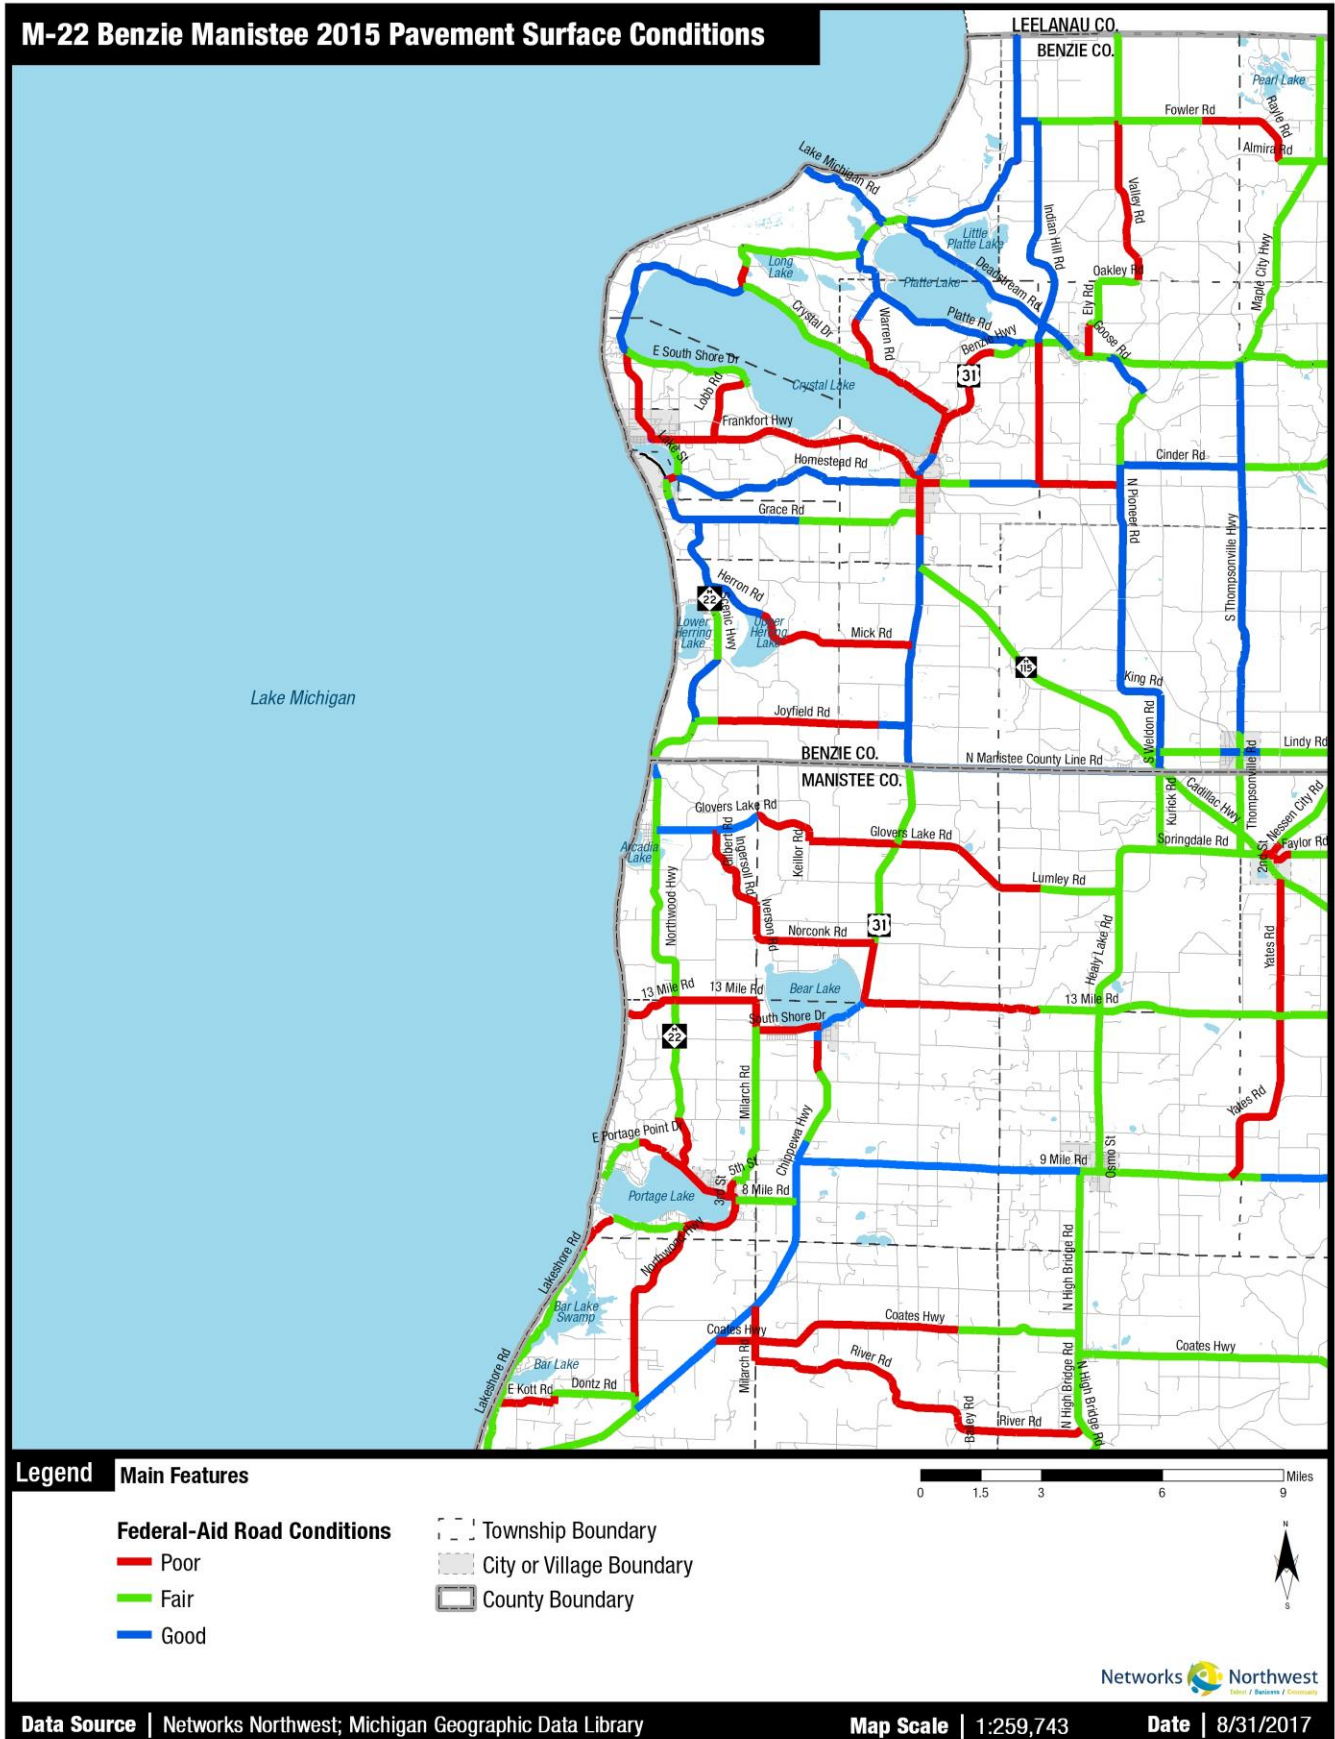 M-22 Benzie Manistee 2015 Pavement Surface Conditions
LEELANAU CO.
BENZIE CO.
Pearl Lake
Fowler Rd
Rayle Rd
Almira Rd
Lake Michigan Rd
Valley Rd
Indian Hill Rd
Little
Platte Lake
Long
Lake
Platte Lake
Deadstream Rd
Oakley Rd
Maple City Hwy
Ely Rd
Crystal Dr
Warren Rd
Platte Rd
Benzie Hwy
Goose Rd
E South Shore Dr
31
Crystal Lake
Lobb Rd
Frankfort Hwy
Lake St
Homestead Rd
Cinder Rd
N Pioneer Rd
Grace Rd
S Thompsonville Hwy
Herron Rd
M
22
Scenic Hwy
Lower
Herring
Lake
Upper
Herring
Lake
Mick Rd
M
115
King Rd
Lake Michigan
Joyfield Rd
S Weldon Rd
Lindy Rd
BENZIE CO.
N Manistee County Line Rd
MANISTEE CO.
Thompsonville Rd
Kurick Rd
Cadillac Hwy
Nessen City Rd
Glovers Lake Rd
Glovers Lake Rd
Springdale Rd
Faylor Rd
2nd St
Arcadia
Lake
Ingersoll Rd
Keillor Rd
Lumley Rd
Northwood Hwy
Iverson Rd
31
Norconk Rd
Healy Lake Rd
Yates Rd
13 Mile Rd
13 Mile Rd
Bear Lake
13 Mile Rd
South Shore Dr
M
22
Milarch Rd
Yates Rd
E Portage Point Dr
Chippewa Hwy
5th St
9 Mile Rd
Osmo St
Portage Lake
3rd St
8 Mile Rd
Northwood Hwy
Lakeshore Rd
N High Bridge Rd
Bar Lake
Swamp
Coates Hwy
Coates Hwy
Coates Hwy
Milarch Rd
River Rd
Bar Lake
E Kott Rd
Dontz Rd
Lakeshore Rd
Bailey Rd
River Rd
N High Bridge Rd
N High Bridge Rd
Legend
Main Features
Miles
0 1.5 3 6 9
Federal-Aid Road Conditions
Poor
Fair
Good
Township Boundary
City or Village Boundary
County Boundary
N
S
Networks Northwest
Talent / Business / Community
Data Source | Networks Northwest; Michigan Geographic Data Library
Map Scale | 1:259,743
Date | 8/31/2017